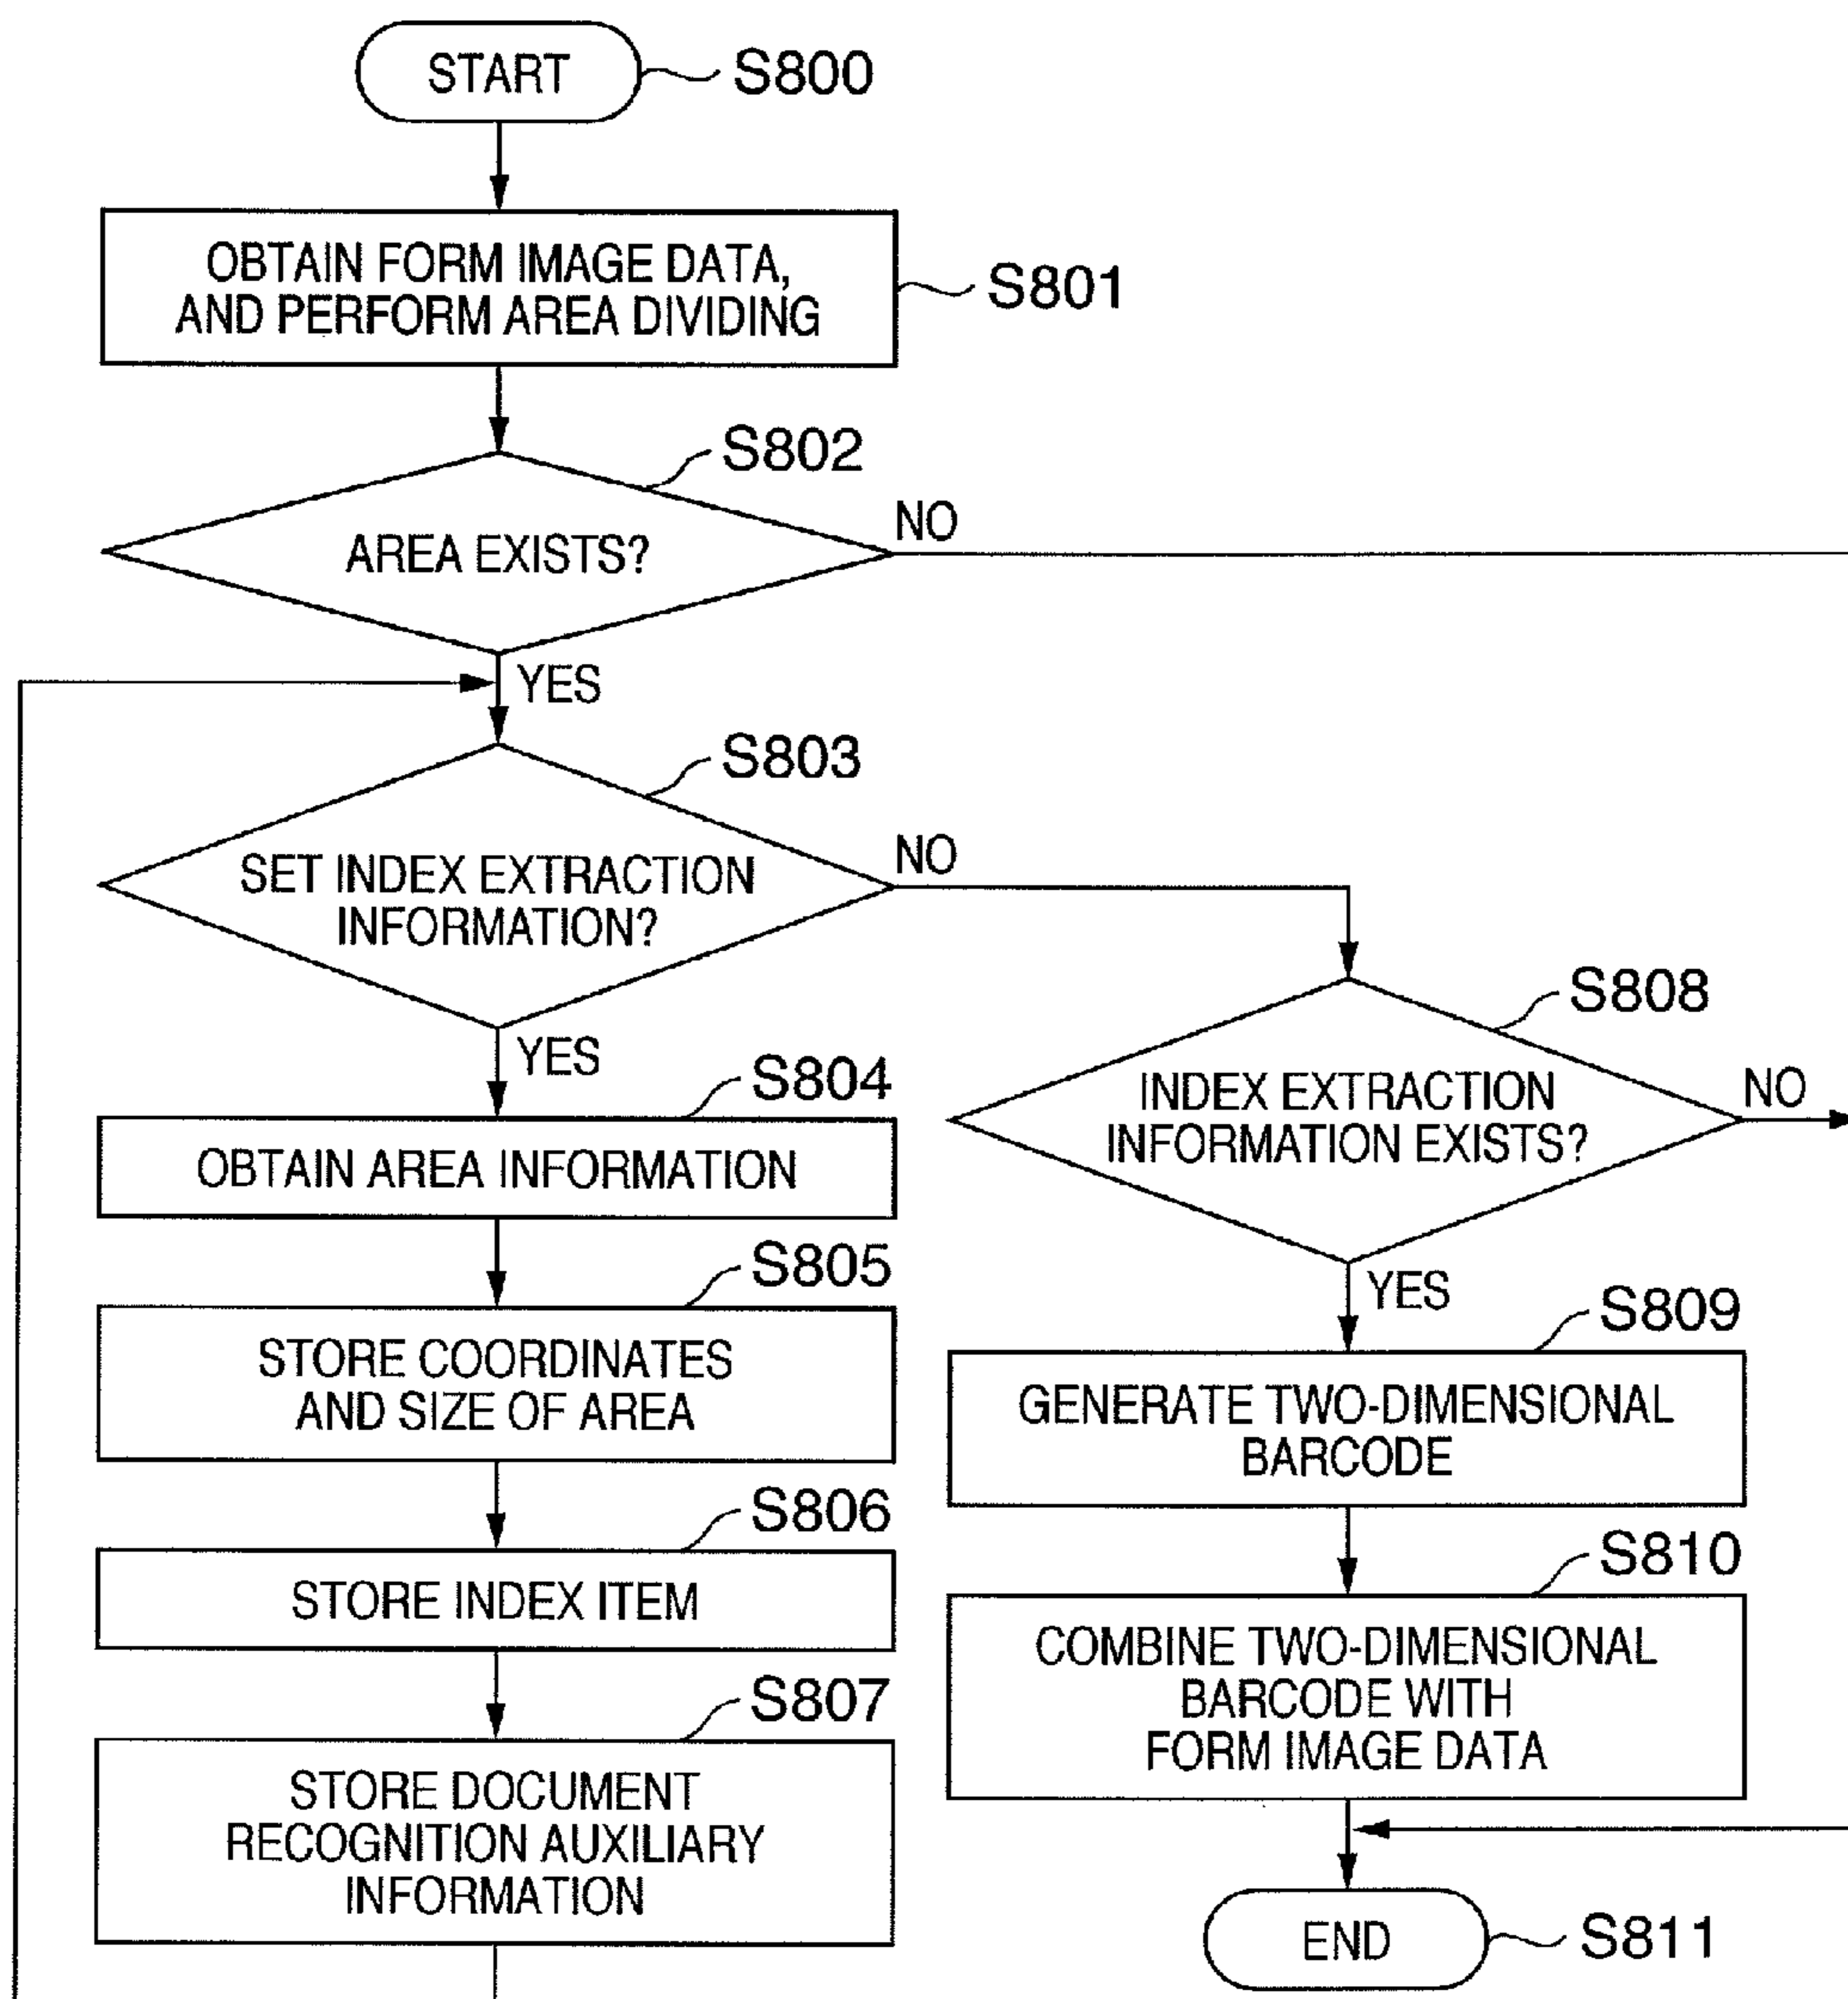 START
S800
OBTAIN FORM IMAGE DATA,
AND PERFORM AREA DIVIDING
S801
S802
AREA EXISTS?
NO
YES
S803
SET INDEX EXTRACTION
INFORMATION?
NO
YES
S804
OBTAIN AREA INFORMATION
S805
STORE COORDINATES
AND SIZE OF AREA
S806
STORE INDEX ITEM
S807
STORE DOCUMENT
RECOGNITION AUXILIARY
INFORMATION
S808
INDEX EXTRACTION
INFORMATION EXISTS?
NO
YES
S809
GENERATE TWO-DIMENSIONAL
BARCODE
S810
COMBINE TWO-DIMENSIONAL
BARCODE WITH
FORM IMAGE DATA
END
S811